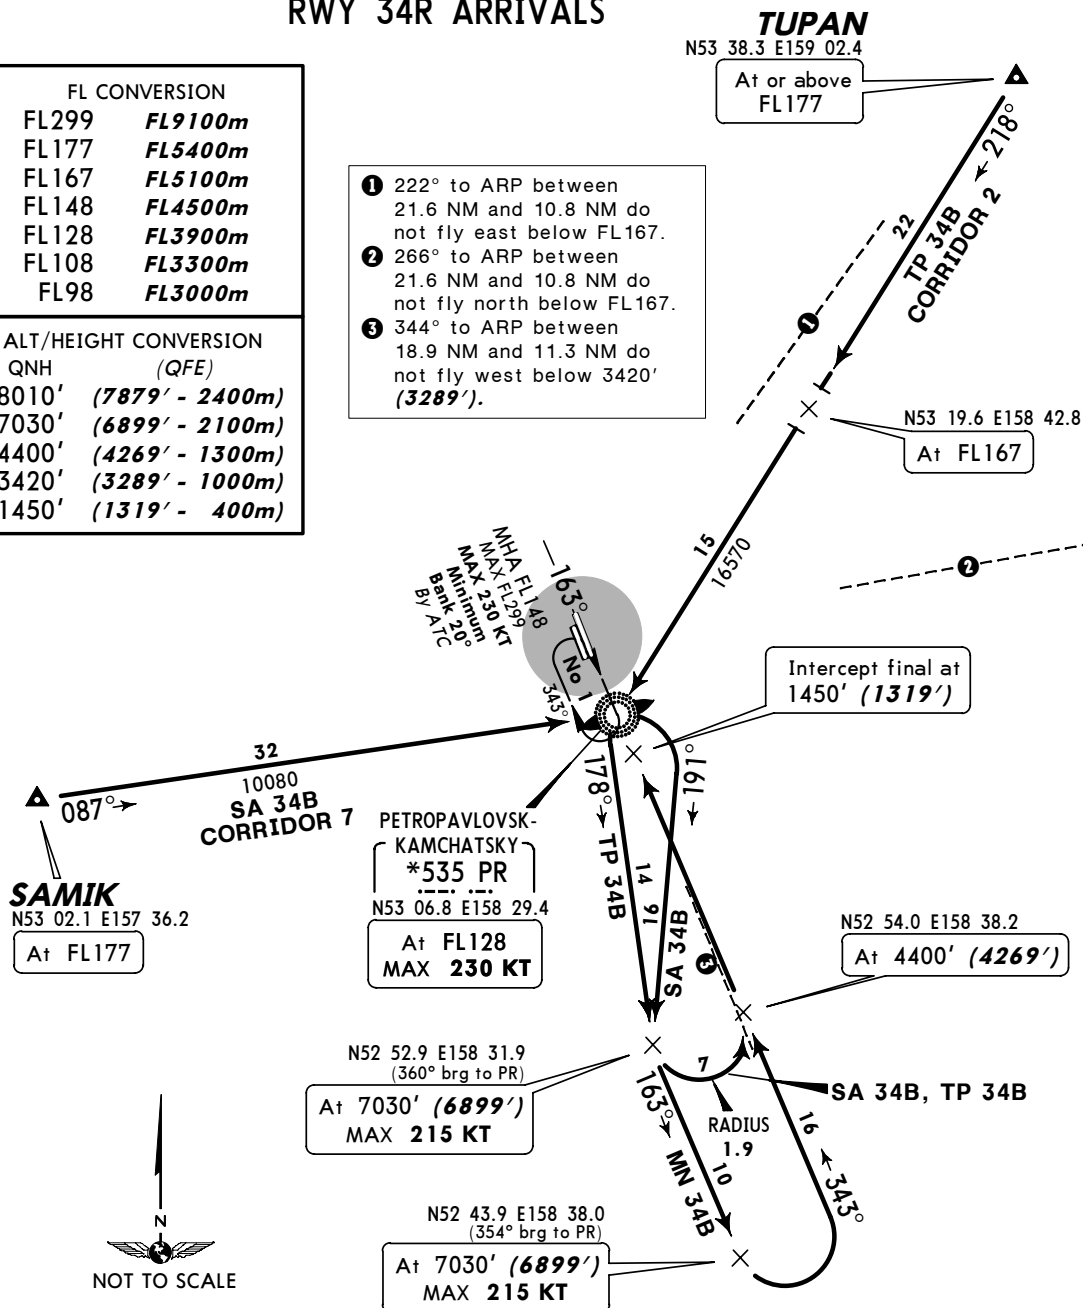 RWY 34R ARRIVALS
TUPAN
N53 38.3 E159 02.4
At or above
FL177
FL CONVERSION
FL299 FL9100m
FL177 FL5400m
FL167 FL5100m
FL148 FL4500m
FL128 FL3900m
FL108 FL3300m
FL98 FL3000m
ALT/HEIGHT CONVERSION
QNH (QFE)
8010' (7879' - 2400m)
7030' (6899' - 2100m)
4400' (4269' - 1300m)
3420' (3289' - 1000m)
1450' (1319' - 400m)
1 222° to ARP between
21.6 NM and 10.8 NM do
not fly east below FL167.
2 266° to ARP between
21.6 NM and 10.8 NM do
not fly north below FL167.
3 344° to ARP between
18.9 NM and 11.3 NM do
not fly west below 3420'
(3289').
218°
22
TP 34B
CORRIDOR 2
1
N53 19.6 E158 42.8
At FL167
15
16570
2
MHA FL148
MAX FL299
MAX 230 KT
Minimum
Bank 20°
By ATC
163°
No 1
343°
Intercept final at
1450' (1319')
32
10080
087°
SA 34B
CORRIDOR 7
SAMIK
N53 02.1 E157 36.2
At FL177
PETROPAVLOVSK-
KAMCHATSKY
*535 PR
N53 06.8 E158 29.4
At FL128
MAX 230 KT
178°
TP 34B
14
191°
16
SA 34B
3
N52 54.0 E158 38.2
At 4400' (4269')
N52 52.9 E158 31.9
(360° brg to PR)
At 7030' (6899')
MAX 215 KT
7
RADIUS
1.9
SA 34B, TP 34B
163°
MN 34B
10
16
343°
N52 43.9 E158 38.0
(354° brg to PR)
At 7030' (6899')
MAX 215 KT
N
NOT TO SCALE